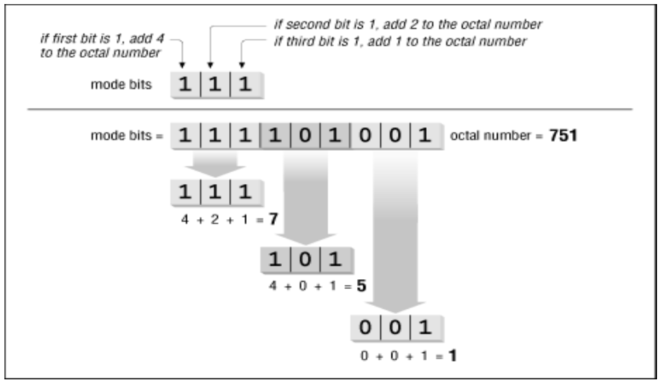 if second bit is 1, add 2 to the octal number
if first bit is 1, add 4
to the octal number
if third bit is 1, add 1 to the octal number
mode bits 1 1 1
mode bits = 1 1 1 1 0 1 0 0 1 octal number = 751
1 1 1
4 + 2 + 1 = 7
1 0 1
4 + 0 + 1 = 5
0 0 1
0 + 0 + 1 = 1